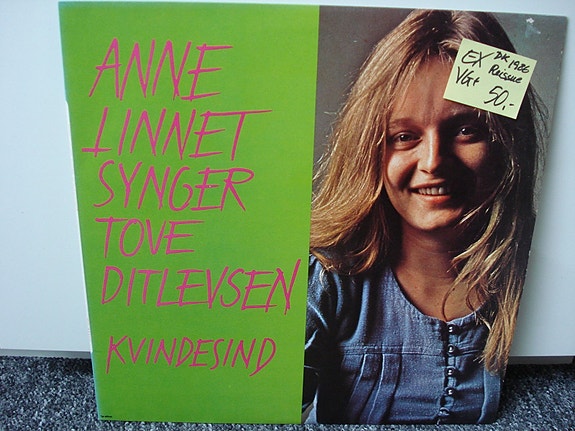 ANNE
LINNET
SYNGER
TOVE
DITLEVSEN
KVINDESIND
EX DK 1986
VG+ Reissue
50,-